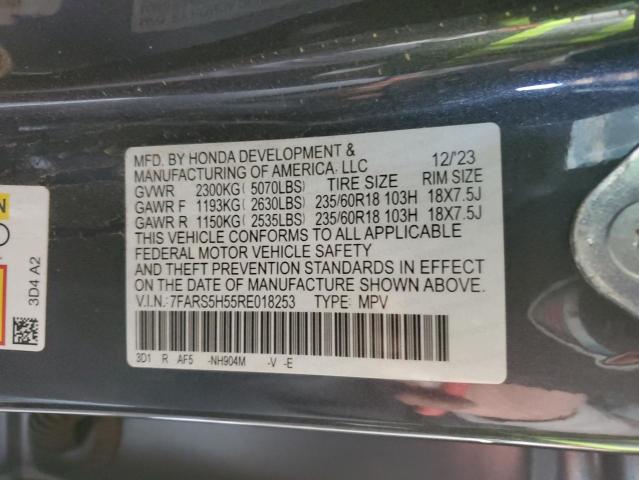 MFD. BY HONDA DEVELOPMENT &
MANUFACTURING OF AMERICA, LLC 12/'23
GVWR 2300KG( 5070LBS) TIRE SIZE RIM SIZE
GAWR F 1193KG( 2630LBS) 235/60R18 103H 18X7.5J
GAWR R 1150KG( 2535LBS) 235/60R18 103H 18X7.5J
THIS VEHICLE CONFORMS TO ALL APPLICABLE
FEDERAL MOTOR VEHICLE SAFETY
AND THEFT PREVENTION STANDARDS IN EFFECT
ON THE DATE OF MANUFACTURE SHOWN ABOVE.
V.I.N.:7FARS5H55RE018253 TYPE: MPV
3D1 R AF5 -NH904M -V -E
3D4 A2